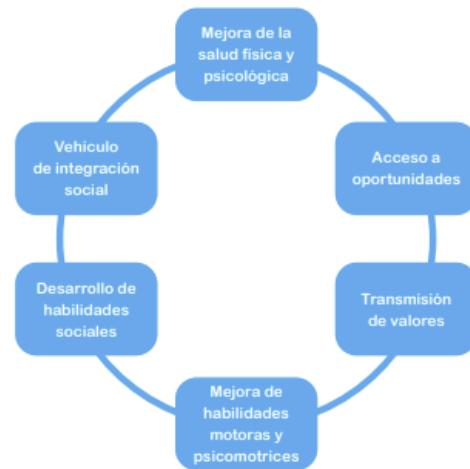 Mejora de la
salud física y
psicológica
Acceso a
oportunidades
Transmisión
de valores
Mejora de
habilidades
motoras y
psicomotrices
Desarrollo de
habilidades
sociales
Vehículo
de integración
social